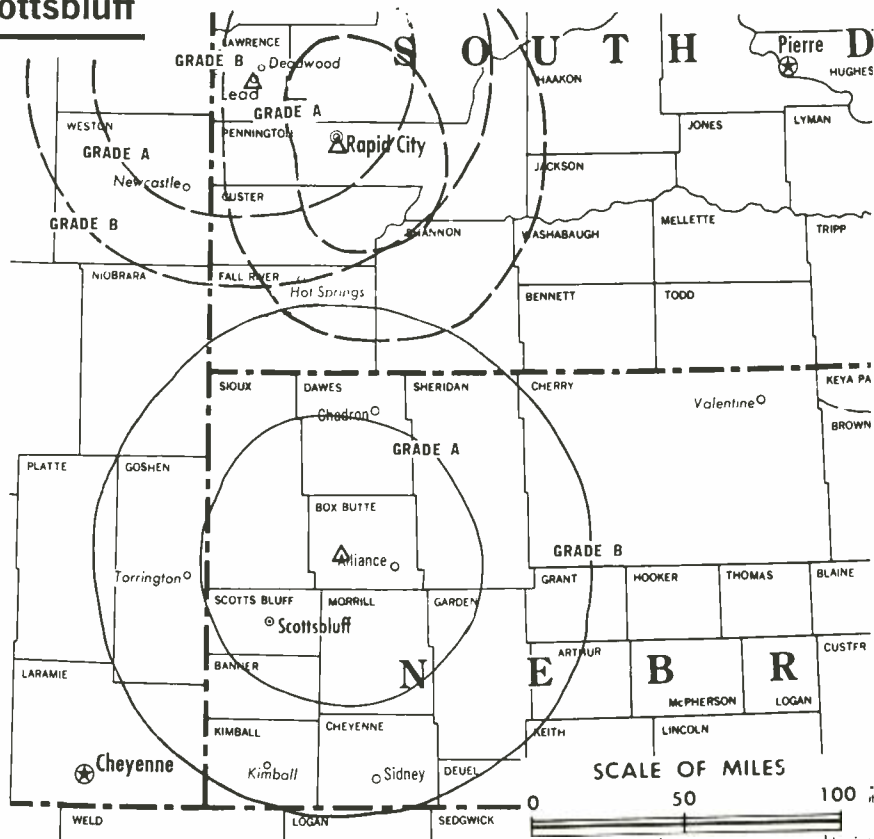 ottsbluff
S O U T H D
LAWRENCE
GRADE B
Deadwood
Lead
GRADE A
PENNINGTON
Rapid City
HAAKON
Pierre
HUGHES
JONES
LYMAN
WESTON
GRADE A
Newcastle
CUSTER
JACKSON
GRADE B
SHANNON
WASHABAUGH
MELLETTE
TRIPP
NIOBRARA
FALL RIVER
Hot Springs
BENNETT
TODD
SIOUX
DAWES
SHERIDAN
CHERRY
KEYA PA
Chadron
Valentine
BROWN
GRADE A
PLATTE
GOSHEN
BOX BUTTE
Alliance
GRADE B
Torrington
GRANT
HOOKER
THOMAS
BLAINE
SCOTTS BLUFF
MORRILL
GARDEN
Scottsbluff
BANNER
N E B R
ARTHUR
CUSTER
LARAMIE
McPHERSON
LOGAN
KIMBALL
CHEYENNE
KEITH
LINCOLN
Cheyenne
Kimball
Sidney
DEUEL
SCALE OF MILES
0 50 100
WELD
LOGAN
SEDGWICK